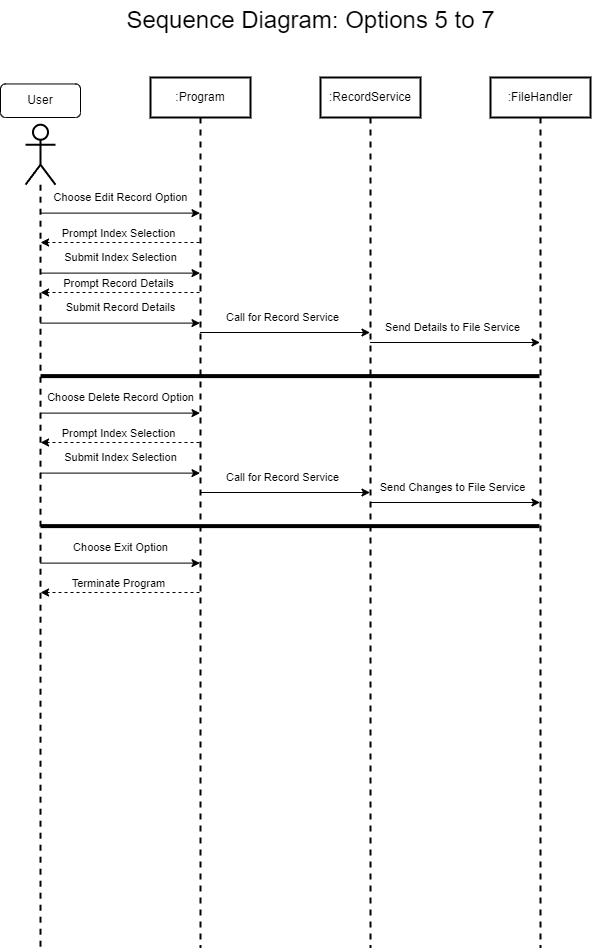 Sequence Diagram: Options 5 to 7
User
:Program
:RecordService
:FileHandler
Choose Edit Record Option
Prompt Index Selection
Submit Index Selection
Prompt Record Details
Submit Record Details
Call for Record Service
Send Details to File Service
Choose Delete Record Option
Prompt Index Selection
Submit Index Selection
Call for Record Service
Send Changes to File Service
Choose Exit Option
Terminate Program